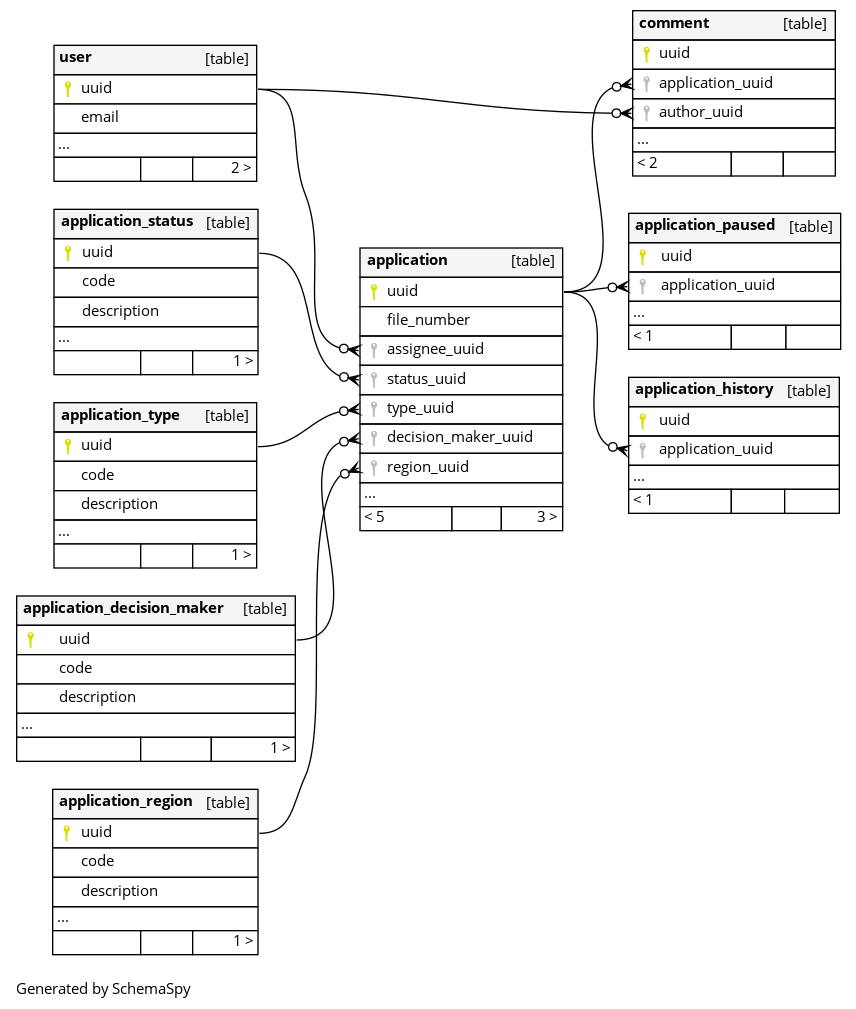 user [table]
uuid
email
...
2 >
application_status [table]
uuid
code
description
...
1 >
application_type [table]
uuid
code
description
...
1 >
application_decision_maker [table]
uuid
code
description
...
1 >
application_region [table]
uuid
code
description
...
1 >
application [table]
uuid
file_number
assignee_uuid
status_uuid
type_uuid
decision_maker_uuid
region_uuid
...
< 5 3 >
comment [table]
uuid
application_uuid
author_uuid
...
< 2
application_paused [table]
uuid
application_uuid
...
< 1
application_history [table]
uuid
application_uuid
...
< 1
Generated by SchemaSpy